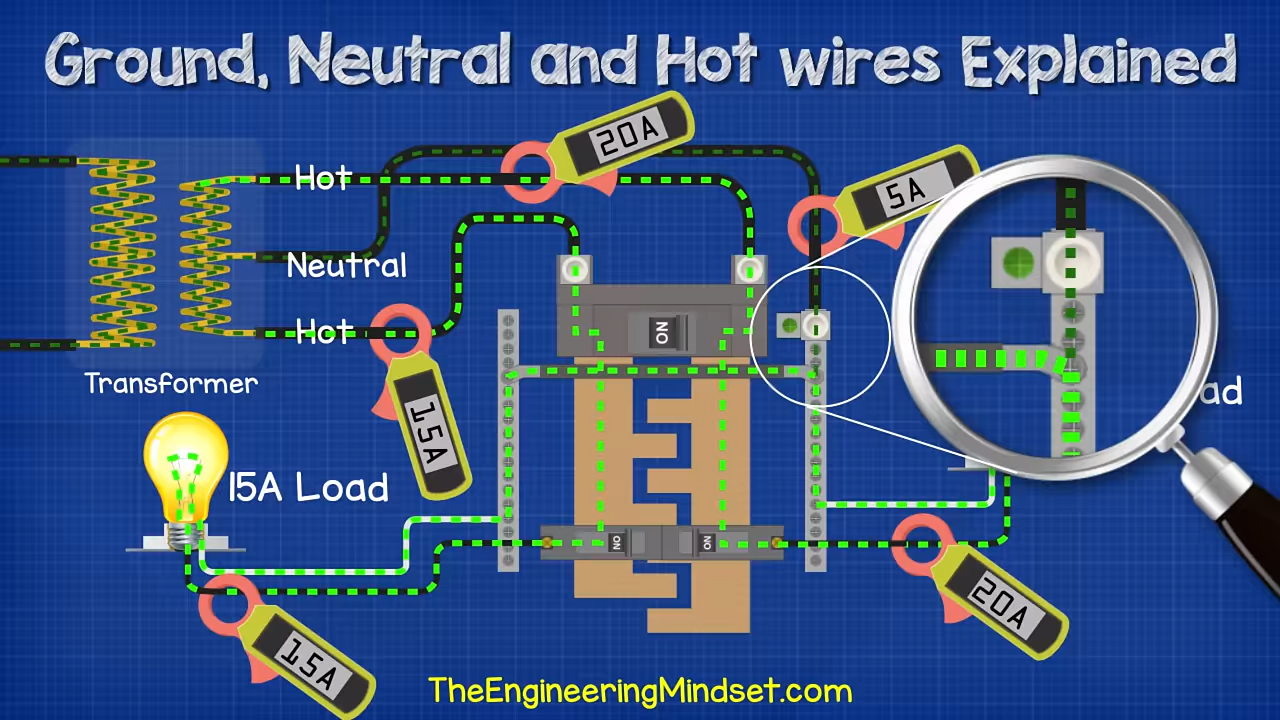 Ground, Neutral and Hot wires Explained
20A
Hot
5A
Neutral
Hot
ON
Transformer
15A
ad
15A Load
ON
ON
20A
15A
TheEngineeringMindset.com